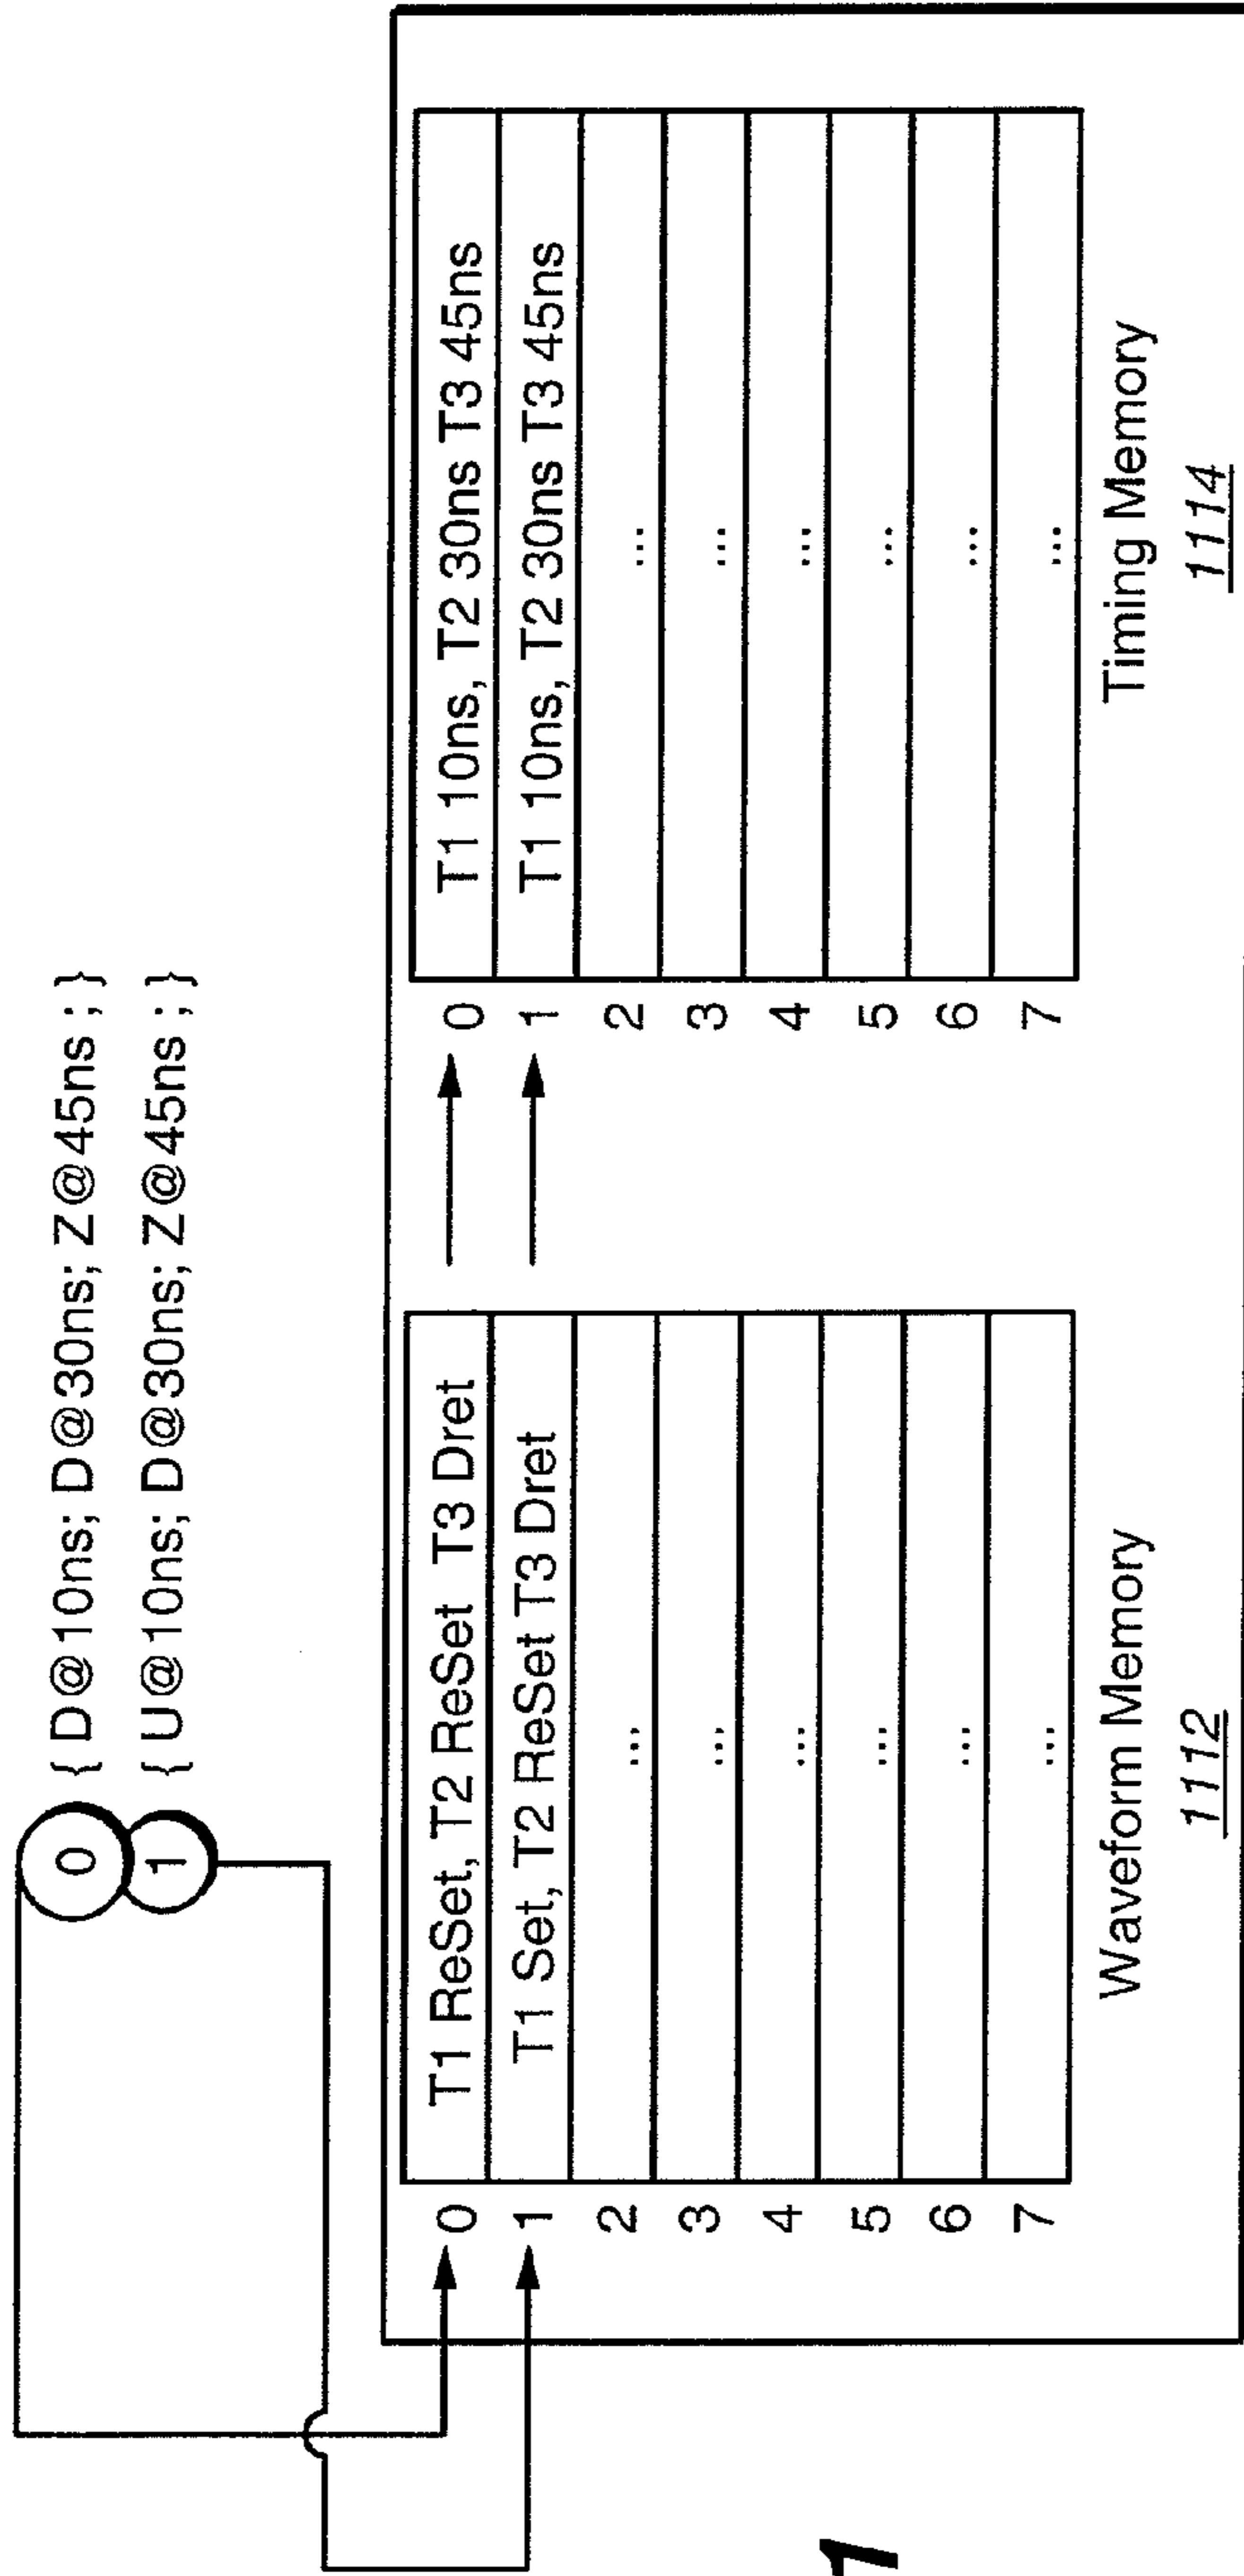 0 { D@10ns; D@30ns; Z@45ns ; }
1 { U@10ns; D@30ns; Z@45ns ; }
0 T1 ReSet, T2 ReSet T3 Dret
1 T1 Set, T2 ReSet T3 Dret
2 ...
3 ...
4 ...
5 ...
6 ...
7 ...
Waveform Memory
1112
0 T1 10ns, T2 30ns T3 45ns
1 T1 10ns, T2 30ns T3 45ns
2 ...
3 ...
4 ...
5 ...
6 ...
7 ...
Timing Memory
1114